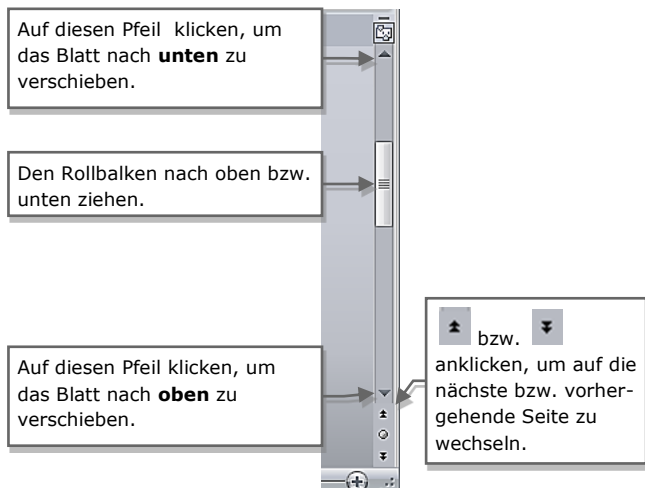 Auf diesen Pfeil klicken, um
das Blatt nach unten zu
verschieben.
Den Rollbalken nach oben bzw.
unten ziehen.
Auf diesen Pfeil klicken, um
das Blatt nach oben zu
verschieben.
bzw.
anklicken, um auf die
nächste bzw. vorher-
gehende Seite zu
wechseln.